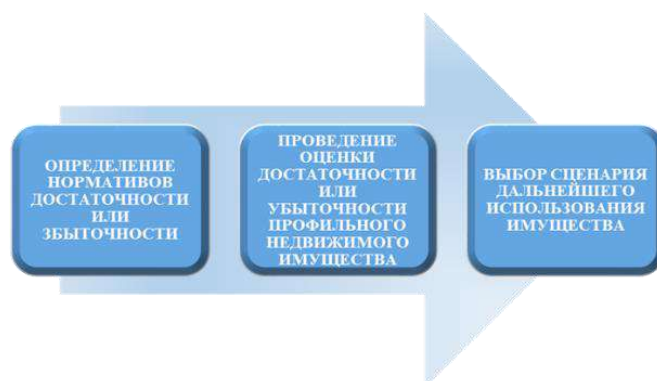 ОПРЕДЕЛЕНИЕ
НОРМАТИВОВ
ДОСТАТОЧНОСТИ
ИЛИ
ЗБЫТОЧНОСТИ
ПРОВЕДЕНИЕ
ОЦЕНКИ
ДОСТАТОЧНОСТИ
ИЛИ
УБЫТОЧНОСТИ
ПРОФИЛЬНОГО
НЕДВИЖИМОГО
ИМУЩЕСТВА
ВЫБОР СЦЕНАРИЯ
ДАЛЬНЕЙШЕГО
ИСПОЛЬЗОВАНИЯ
ИМУЩЕСТВА